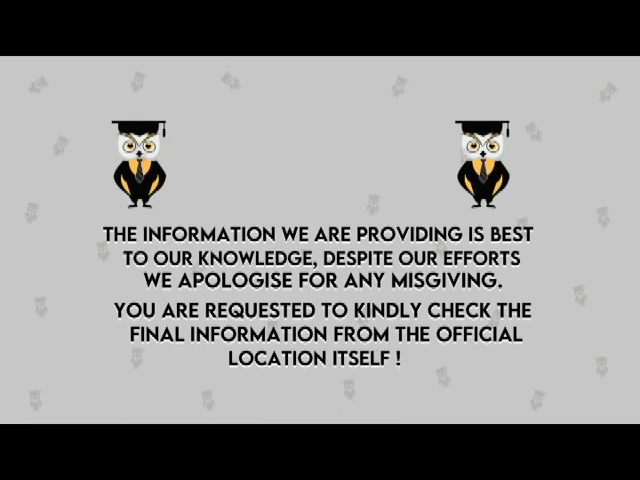 THE INFORMATION WE ARE PROVIDING IS BEST
TO OUR KNOWLEDGE, DESPITE OUR EFFORTS
WE APOLOGISE FOR ANY MISGIVING.
YOU ARE REQUESTED TO KINDLY CHECK THE
FINAL INFORMATION FROM THE OFFICIAL
LOCATION ITSELF !